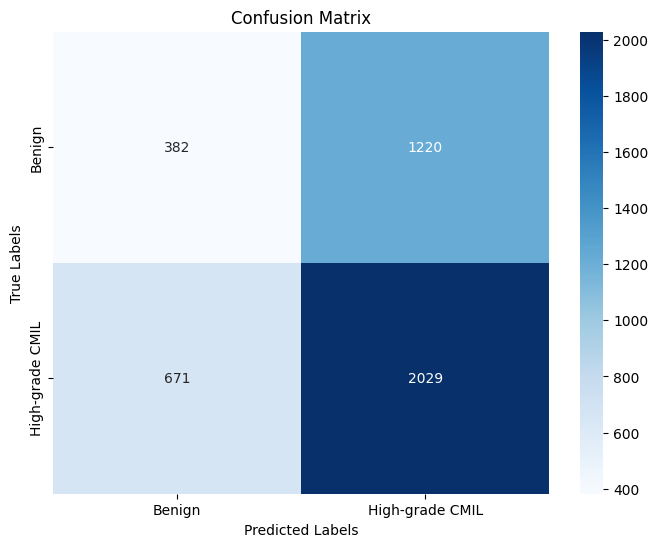 Confusion Matrix
True Labels
Benign
382
1220
High-grade CMIL
671
2029
Benign
High-grade CMIL
Predicted Labels
2000
1800
1600
1400
1200
1000
800
600
400